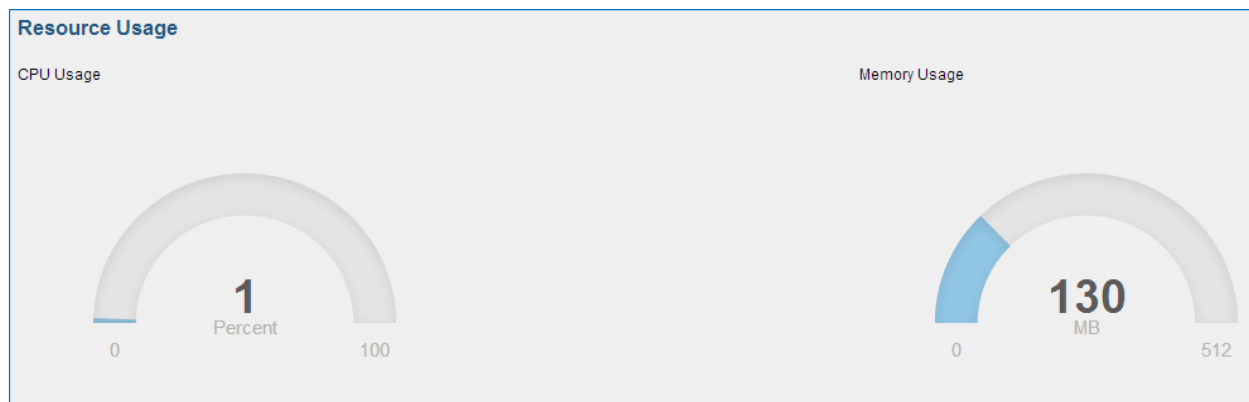 Resource Usage
CPU Usage
Memory Usage
1
Percent
0
100
130
MB
0
512